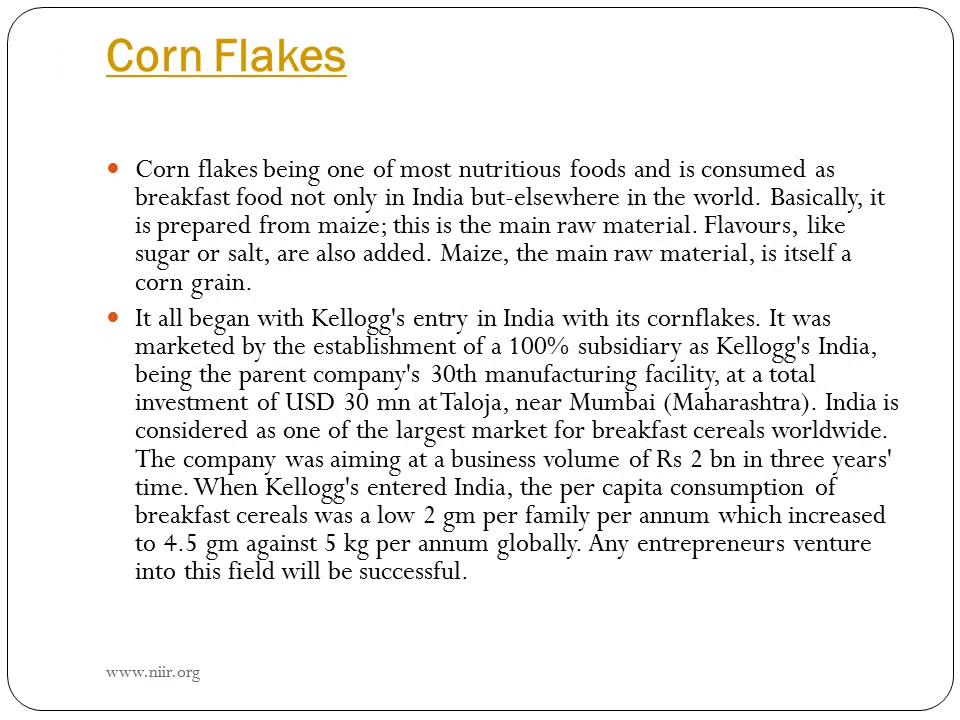 Corn Flakes
Corn flakes being one of most nutritious foods and is consumed as
breakfast food not only in India but-elsewhere in the world. Basically, it
is prepared from maize; this is the main raw material. Flavours, like
sugar or salt, are also added. Maize, the main raw material, is itself a
corn grain.
It all began with Kellogg's entry in India with its cornflakes. It was
marketed by the establishment of a 100% subsidiary as Kellogg's India,
being the parent company's 30th manufacturing facility, at a total
investment of USD 30 mn at Taloja, near Mumbai (Maharashtra). India is
considered as one of the largest market for breakfast cereals worldwide.
The company was aiming at a business volume of Rs 2 bn in three years'
time. When Kellogg's entered India, the per capita consumption of
breakfast cereals was a low 2 gm per family per annum which increased
to 4.5 gm against 5 kg per annum globally. Any entrepreneurs venture
into this field will be successful.
www.niir.org